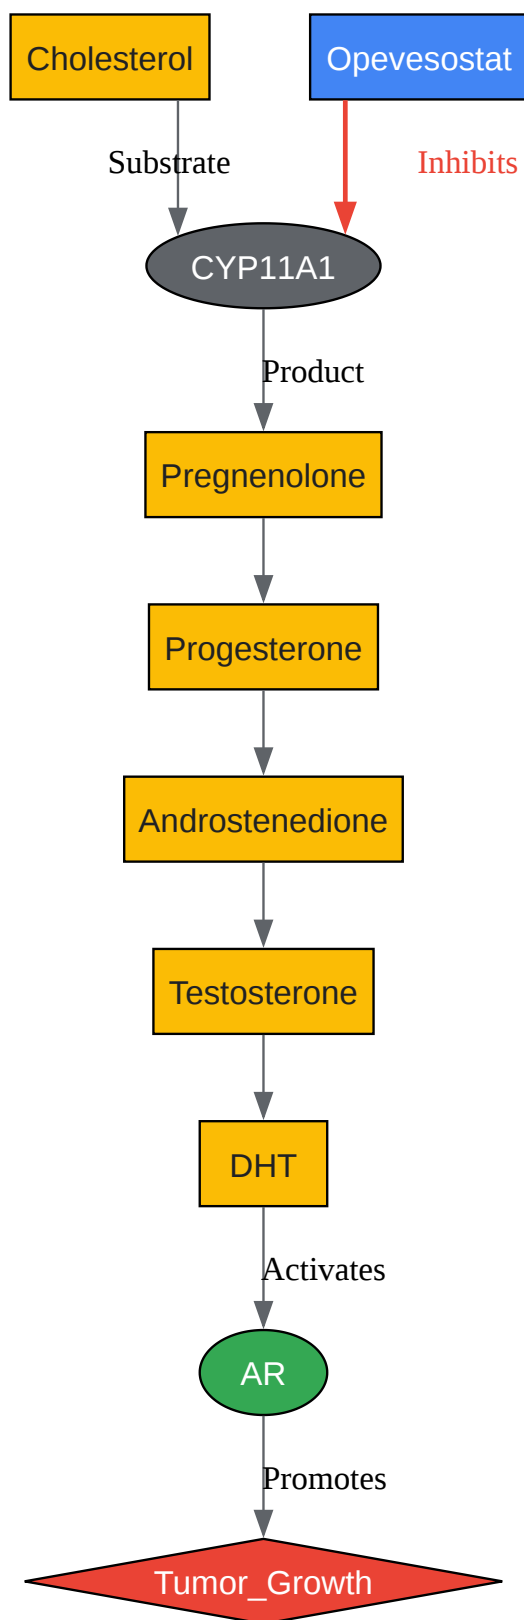 Cholesterol
Opevesostat
Substrate
Inhibits
CYP11A1
Product
Pregnenolone
Progesterone
Androstenedione
Testosterone
DHT
Activates
AR
Promotes
Tumor_Growth